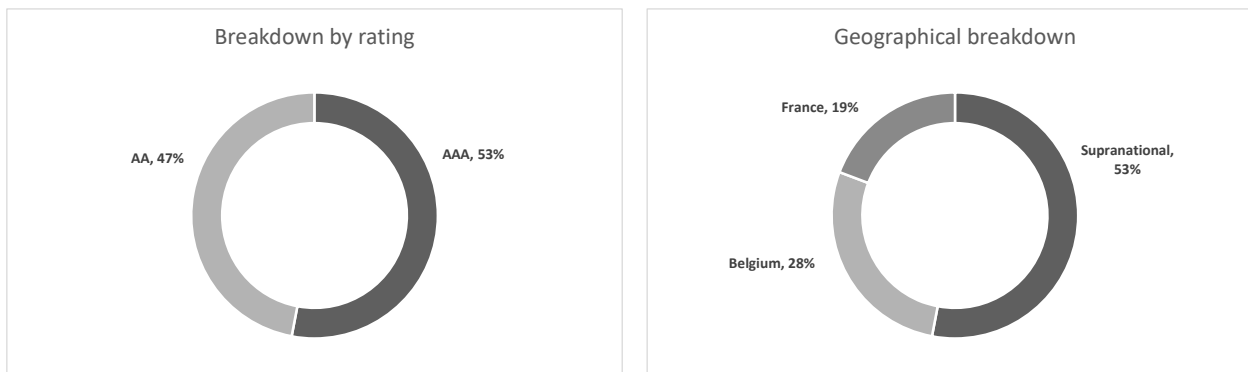 Breakdown by rating
AA, 47%
AAA, 53%
Geographical breakdown
France, 19%
Supranational,
53%
Belgium, 28%